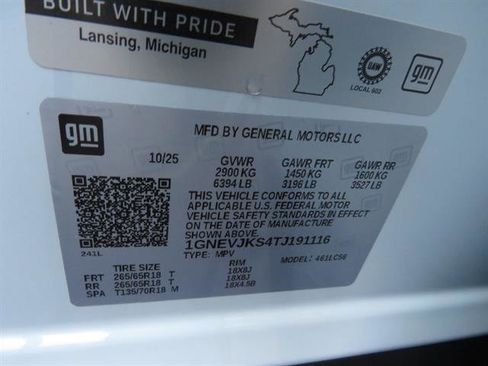 BUILT WITH PRIDE
Lansing, Michigan
UAW
LOCAL 602
gm
gm
MFD BY GENERAL MOTORS LLC
10/25 GVWR GAWR FRT GAWR RR
2900 KG 1450 KG 1600 KG
6394 LB 3196 LB 3527 LB
THIS VEHICLE CONFORMS TO ALL
APPLICABLE U.S. FEDERAL MOTOR
VEHICLE SAFETY STANDARDS IN EFFECT
ON THE DATE OF MANUFACTURE
SHOWN ABOVE.
1GNEVJKS4TJ191116
TYPE: MPV MODEL: 461LC56
241L
TIRE SIZE RIM
FRT 265/65R18 T 18X8J
RR 265/65R18 T 18X8J
SPA T135/70R18 M 18X4.5B